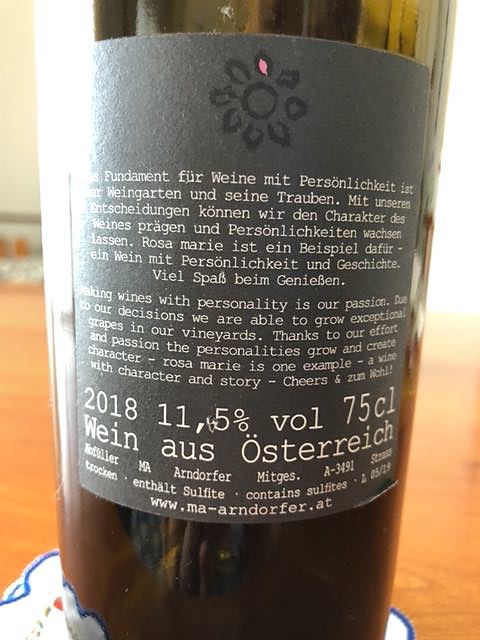 Fundament für Weine mit Persönlichkeit ist
Weingarten und seine Trauben. Mit unseren
Entscheidungen können wir den Charakter des
Weines prägen und Persönlichkeiten wachsen
lassen. Rosa marie ist ein Beispiel dafür -
ein Wein mit Persönlichkeit und Geschichte.
Viel Spaß beim Genießen.
Making wines with personality is our passion. Due
to our decisions we are able to grow exceptional
grapes in our vineyards. Thanks to our effort
and passion the personalities grow and create
character - rosa marie is one example - a wine
with character and story - Cheers & zum Wohl!
2018 11,5% vol 75cl
Wein aus Österreich
Abfüller MA Arndorfer Mitges. A-3491 Strass
trocken · enthält Sulfite · contains sulfites · L 05/19
www.ma-arndorfer.at